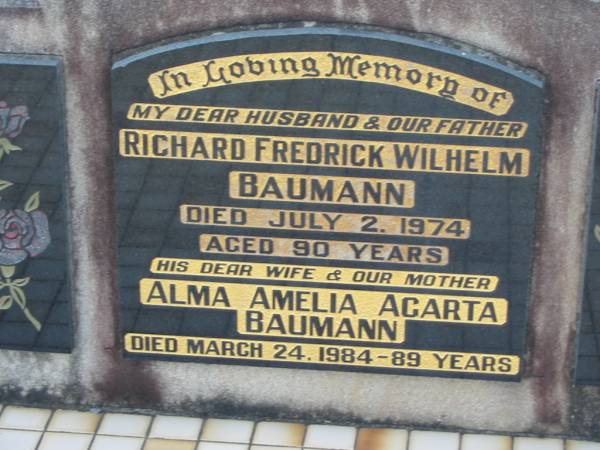 In Loving Memory of
MY DEAR HUSBAND & OUR FATHER
RICHARD FREDRICK WILHELM
BAUMANN
DIED JULY 2. 1974
AGED 90 YEARS
HIS DEAR WIFE & OUR MOTHER
ALMA AMELIA AGARTA
BAUMANN
DIED MARCH 24. 1984 - 89 YEARS